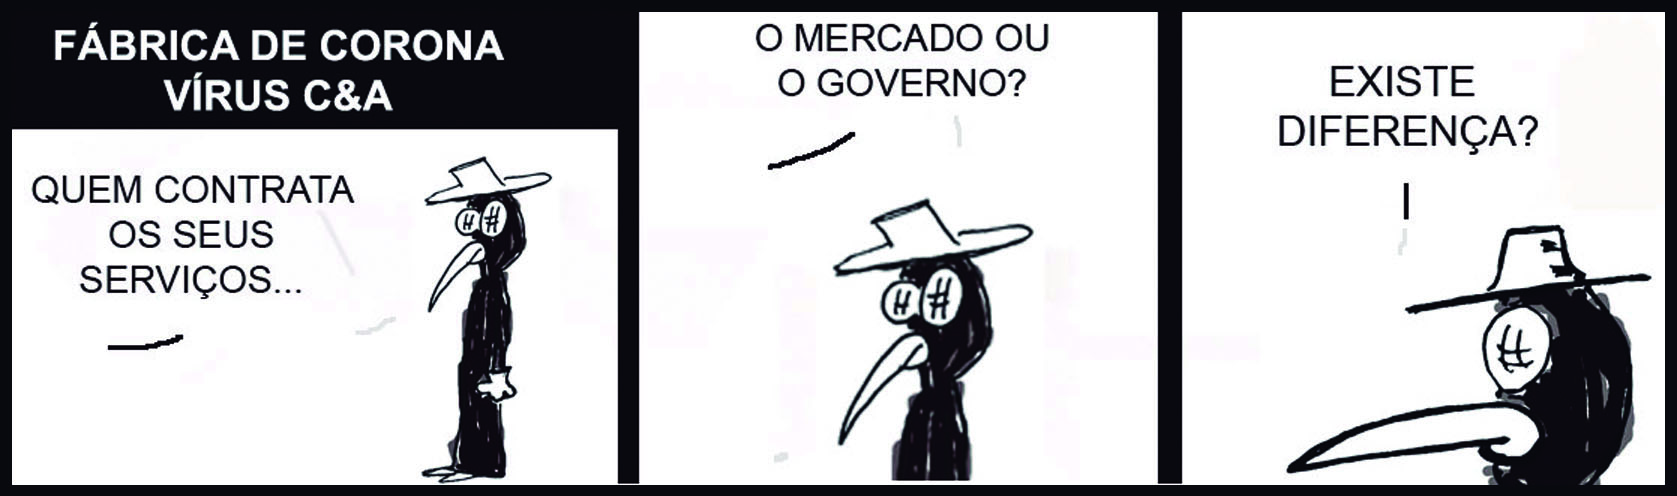 FÁBRICA DE CORONA
VÍRUS C&A
QUEM CONTRATA
OS SEUS
SERVIÇOS...
O MERCADO OU
O GOVERNO?
EXISTE
DIFERENÇA?